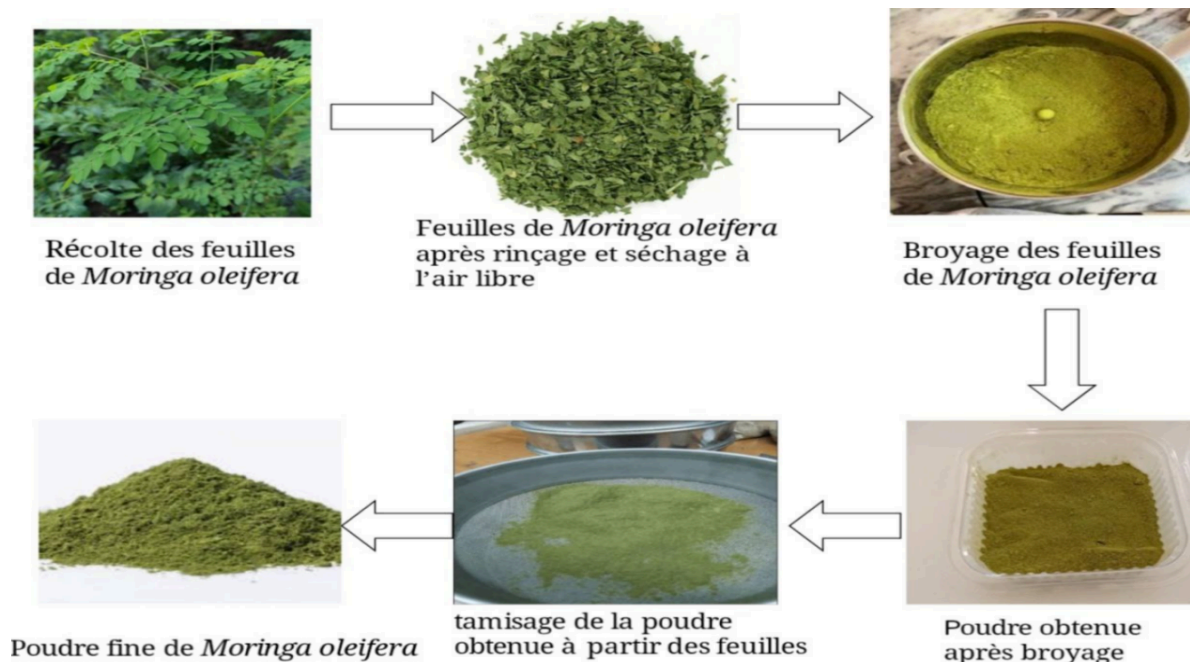 Récolte des feuilles
de Moringa oleifera
Feuilles de Moringa oleifera
après rinçage et séchage à
l’air libre
Broyage des feuilles
de Moringa oleifera
Poudre obtenue
après broyage
tamisage de la poudre
obtenue à partir des feuilles
Poudre fine de Moringa oleifera